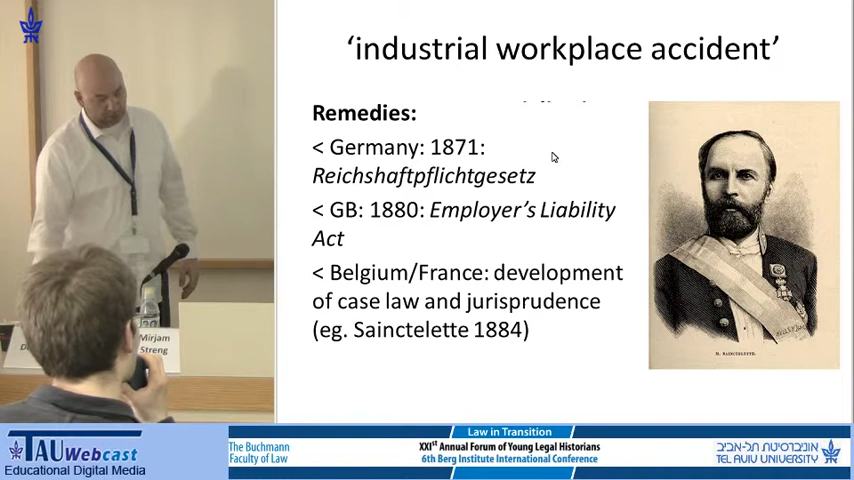 'industrial workplace accident'
Remedies:
< Germany: 1871:
Reichshaftpflichtgesetz
< GB: 1880: Employer's Liability
Act
< Belgium/France: development
of case law and jurisprudence
(eg. Sainctelette 1884)
M. SAINCTELETTE.
Mirjam
Streng
Law in Transition
TAU Webcast
Educational Digital Media
The Buchmann
Faculty of Law
XXIst Annual Forum of Young Legal Historians
6th Berg Institute International Conference
אוניברסיטת תל-אביב
TEL AVIV UNIVERSITY